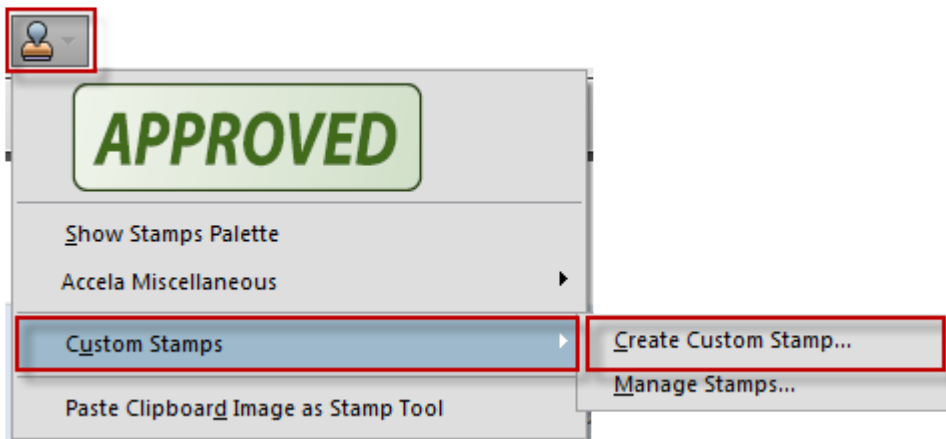 APPROVED
Show Stamps Palette
Accela Miscellaneous
Custom Stamps
Create Custom Stamp...
Manage Stamps...
Paste Clipboard Image as Stamp Tool